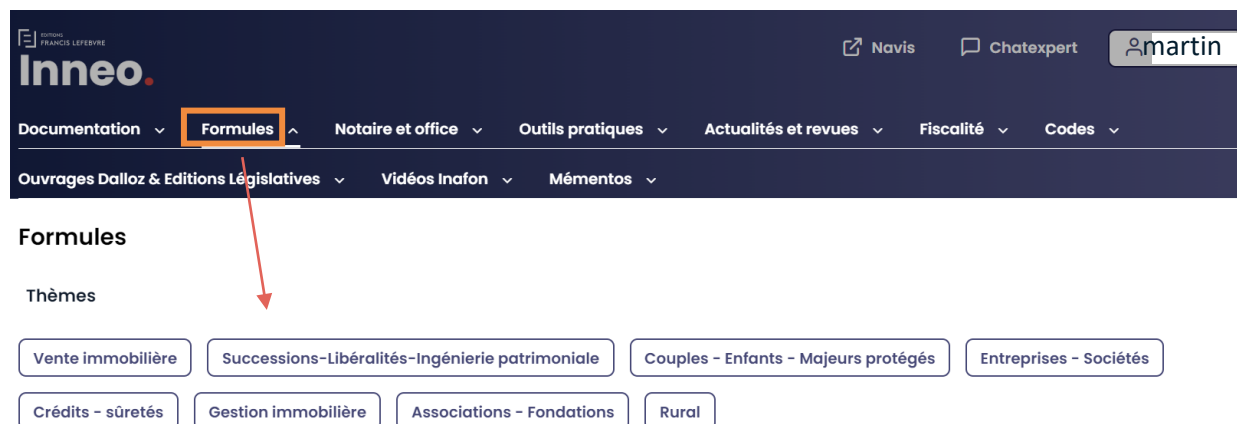 EDITIONS
FRANCIS LEFEBVRE
Inneo.
Navis Chatexpert martin
Documentation Formules Notaire et office Outils pratiques Actualités et revues Fiscalité Codes
Ouvrages Dalloz & Editions Législatives Vidéos Inafon Mémentos
Formules
Thèmes
Vente immobilière Successions-Libéralités-Ingénierie patrimoniale Couples - Enfants - Majeurs protégés Entreprises - Sociétés
Crédits - sûretés Gestion immobilière Associations - Fondations Rural